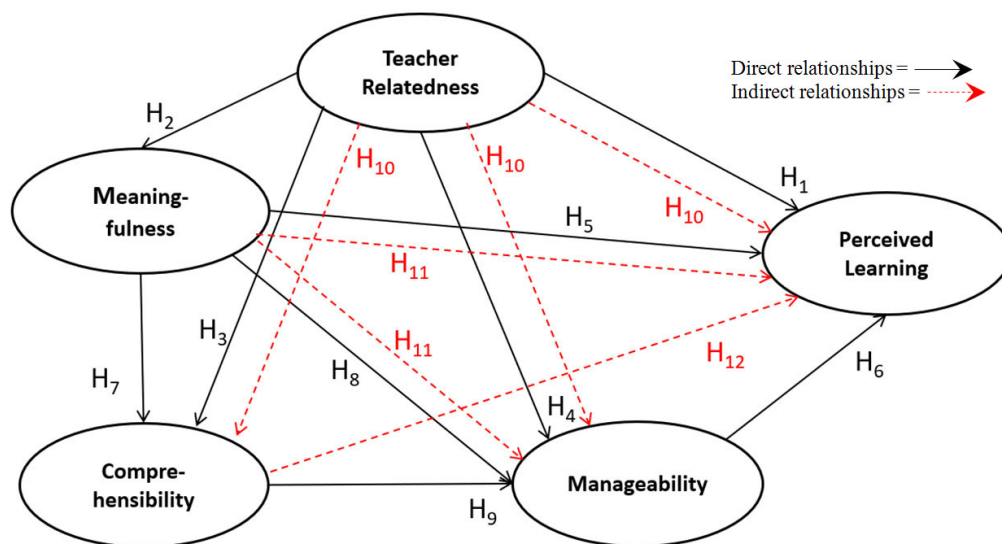 Teacher
Relatedness
Direct relationships =
Indirect relationships =
H2
H10
H10
H10
H1
Meaning-
fulness
H5
H11
Perceived
Learning
H3
H11
H8
H12
H6
H7
H4
Compre-
hensibility
H9
Manageability